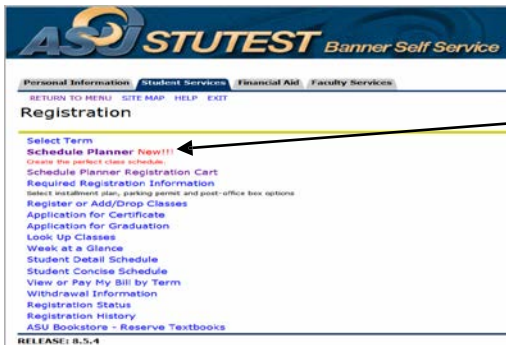 ASU STUTEST Banner Self Service
Personal Information Student Services Financial Aid Faculty Services
RETURN TO MENU SITE MAP HELP EXIT
Registration
Select Term
Schedule Planner New!!!
Create the perfect class schedule.
Schedule Planner Registration Cart
Required Registration Information
Select installment plan, parking permit and post-office box options
Register or Add/Drop Classes
Application for Certificate
Application for Graduation
Look Up Classes
Week at a Glance
Student Detail Schedule
Student Concise Schedule
View or Pay My Bill by Term
Withdrawal Information
Registration Status
Registration History
ASU Bookstore - Reserve Textbooks
RELEASE: 8.5.4